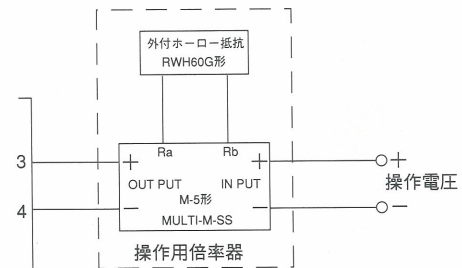 外付ホーロー抵抗
RWH60G形
Ra Rb
3 + + +
OUT PUT IN PUT
操作電圧
M-5形
4 − − −
MULTI-M-SS
操作用倍率器